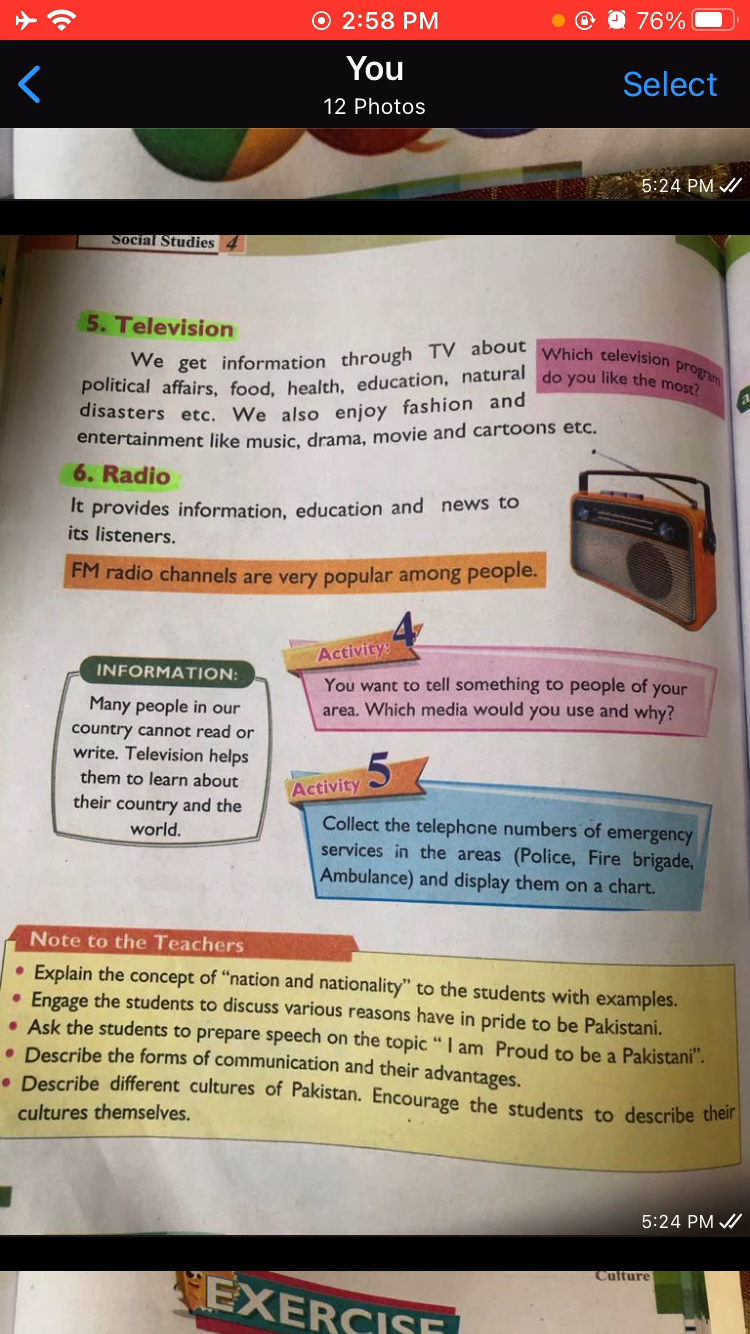 2:58 PM
76%
You
12 Photos
Select
5:24 PM
Social Studies 4
5. Television
We get information through TV about
political affairs, food, health, education, natural
disasters etc. We also enjoy fashion and
entertainment like music, drama, movie and cartoons etc.
Which television program
do you like the most?
6. Radio
It provides information, education and news to
its listeners.
FM radio channels are very popular among people.
INFORMATION:
Many people in our
country cannot read or
write. Television helps
them to learn about
their country and the
world.
Activity: 4
You want to tell something to people of your
area. Which media would you use and why?
Activity 5
Collect the telephone numbers of emergency
services in the areas (Police, Fire brigade,
Ambulance) and display them on a chart.
Note to the Teachers
• Explain the concept of “nation and nationality” to the students with examples.
• Engage the students to discuss various reasons have in pride to be Pakistani.
• Ask the students to prepare speech on the topic “ I am Proud to be a Pakistani”.
• Describe the forms of communication and their advantages.
• Describe different cultures of Pakistan. Encourage the students to describe their
cultures themselves.
5:24 PM
Culture
EXERCISE